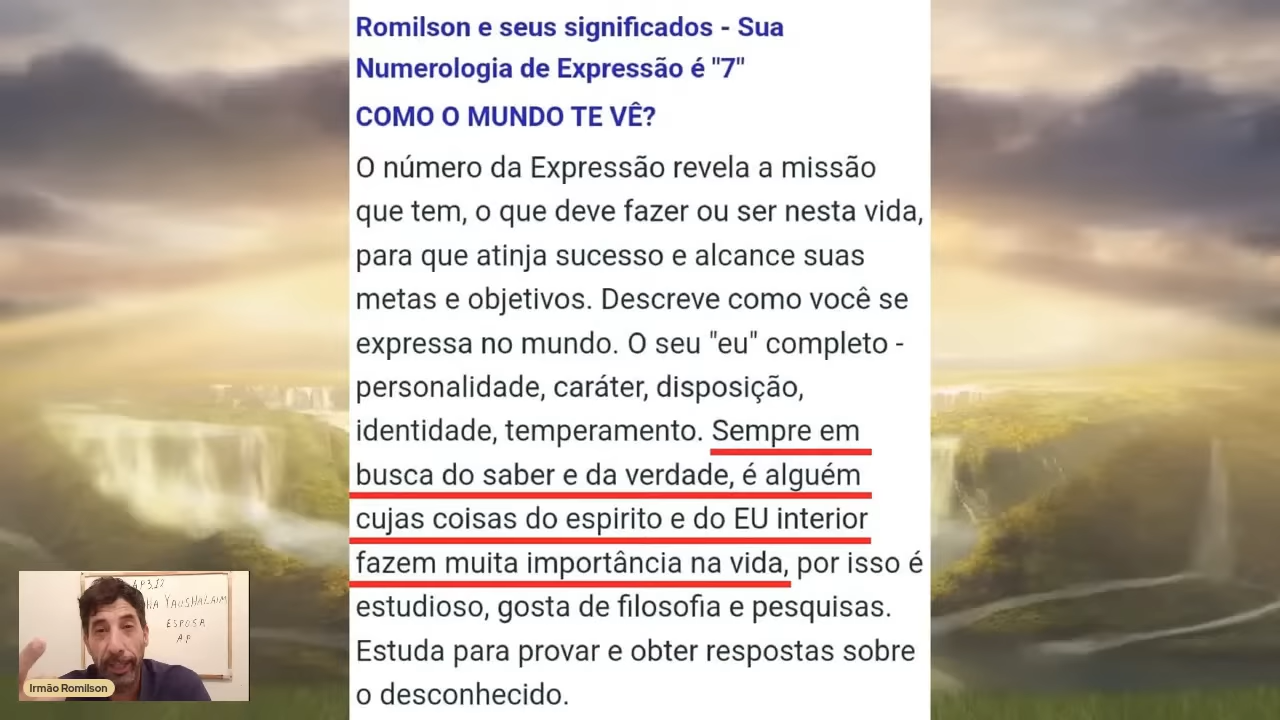 Romilson e seus significados - Sua
Numerologia de Expressão é "7"
COMO O MUNDO TE VÊ?
O número da Expressão revela a missão
que tem, o que deve fazer ou ser nesta vida,
para que atinja sucesso e alcance suas
metas e objetivos. Descreve como você se
expressa no mundo. O seu "eu" completo -
personalidade, caráter, disposição,
identidade, temperamento. Sempre em
busca do saber e da verdade, é alguém
cujas coisas do espirito e do EU interior
fazem muita importância na vida, por isso é
estudioso, gosta de filosofia e pesquisas.
Estuda para provar e obter respostas sobre
o desconhecido.
YAUSHALAIM
ESPOSA
AP
Irmão Romilson